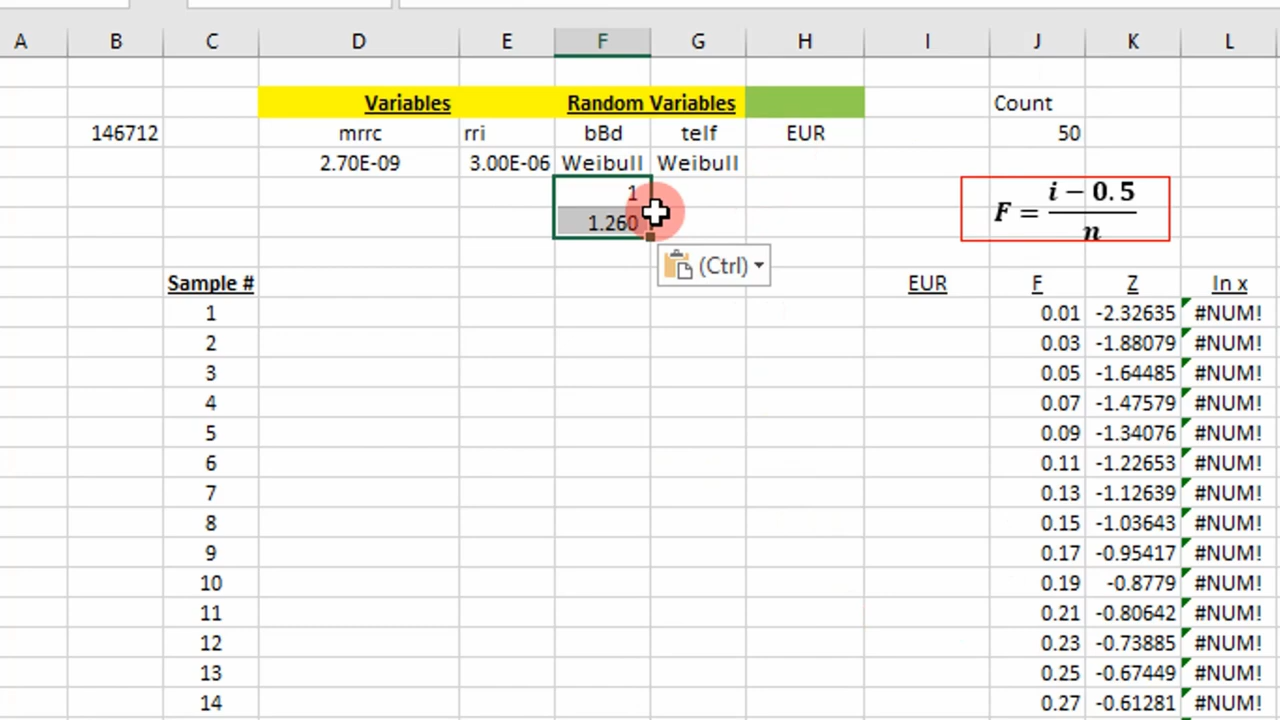 A B C D E F G H I J K L
Variables Random Variables Count
146712 mrrc rri bBd telf EUR 50
2.70E-09 3.00E-06 Weibull Weibull
1
F = i − 0.5 / n
1.260
(Ctrl)
Sample # EUR F Z ln x
1 0.01 -2.32635 #NUM!
2 0.03 -1.88079 #NUM!
3 0.05 -1.64485 #NUM!
4 0.07 -1.47579 #NUM!
5 0.09 -1.34076 #NUM!
6 0.11 -1.22653 #NUM!
7 0.13 -1.12639 #NUM!
8 0.15 -1.03643 #NUM!
9 0.17 -0.95417 #NUM!
10 0.19 -0.8779 #NUM!
11 0.21 -0.80642 #NUM!
12 0.23 -0.73885 #NUM!
13 0.25 -0.67449 #NUM!
14 0.27 -0.61281 #NUM!